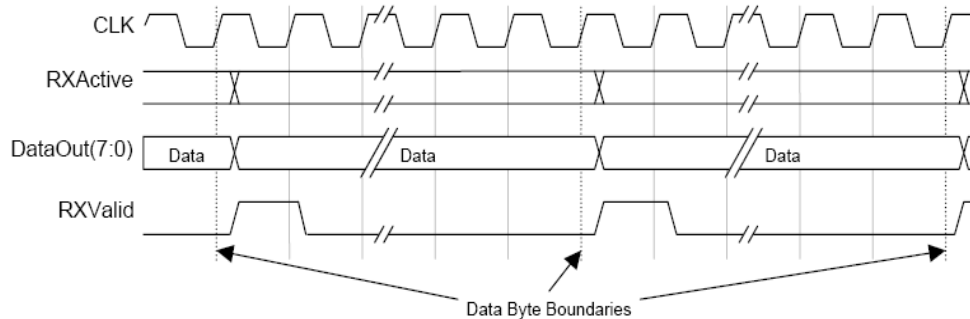 CLK
RXActive
DataOut(7:0)
Data
Data
Data
RXValid
Data Byte Boundaries